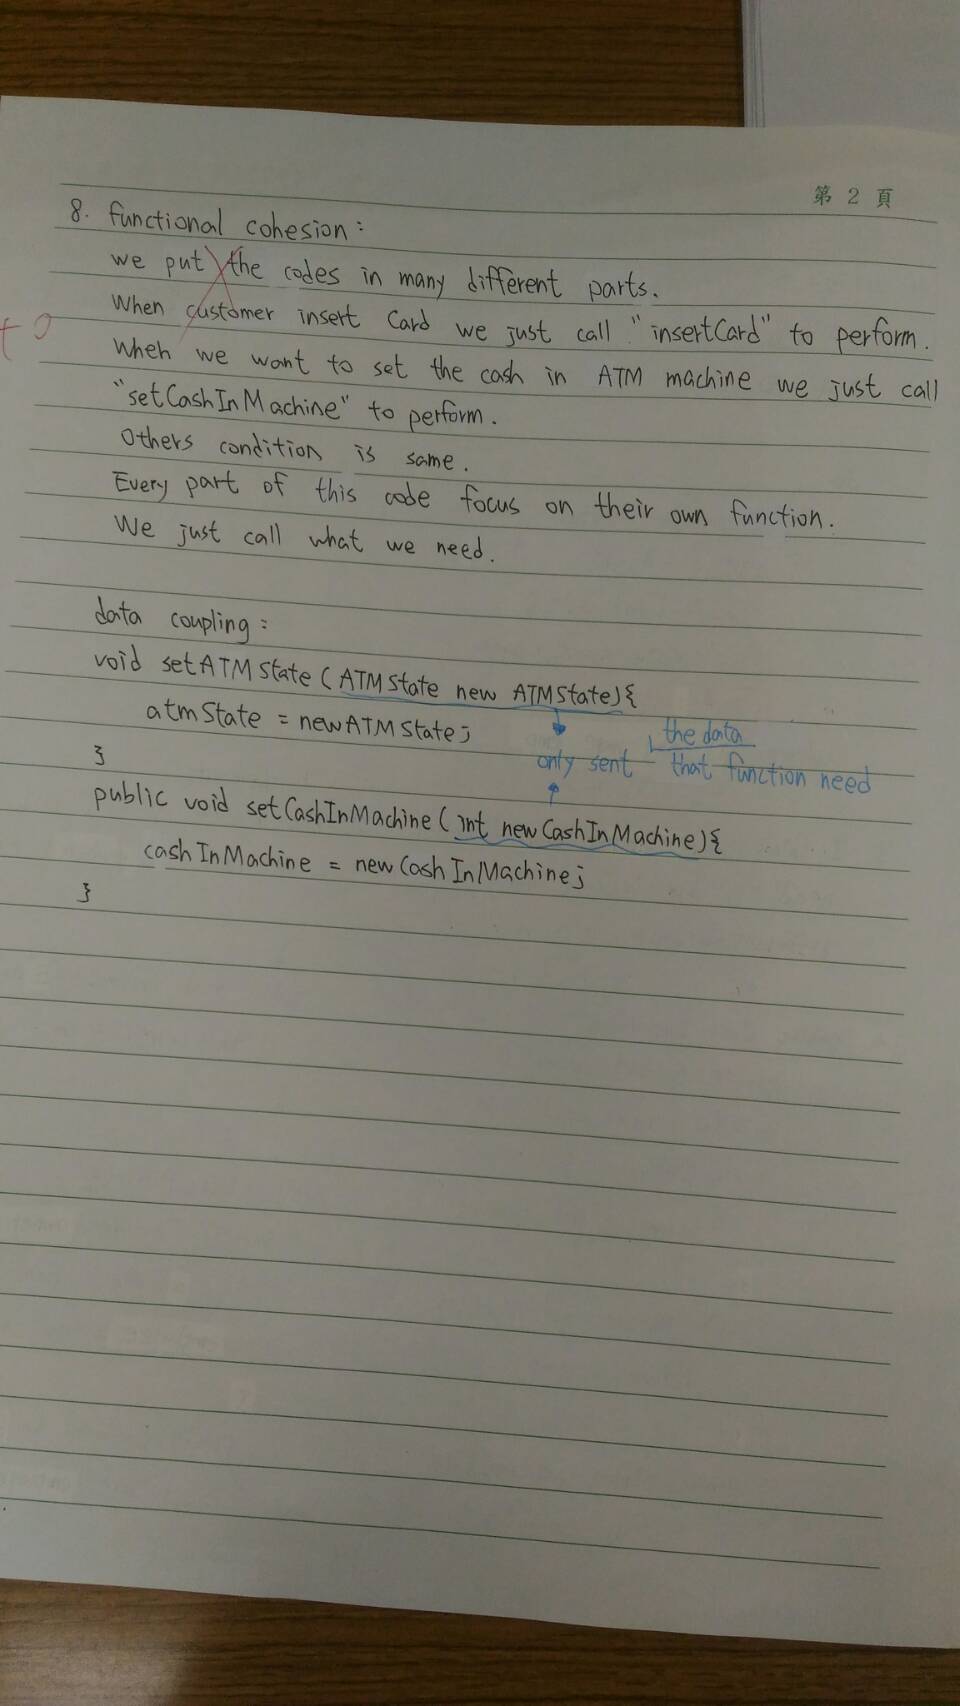 第 2 頁
8. functional cohesion :
we put the codes in many different parts.
When customer insert Card we just call "insertCard" to perform.
+0
When we want to set the cash in ATM machine we just call
"setCashInMachine" to perform.
Others condition is same.
Every part of this code focus on their own function.
We just call what we need.
data coupling :
void setATMState (ATMState new ATMState){
atmState = newATMState;
the data
only sent that function need
}
public void setCashInMachine (int newCashInMachine){
cashInMachine = newCashInMachine;
}